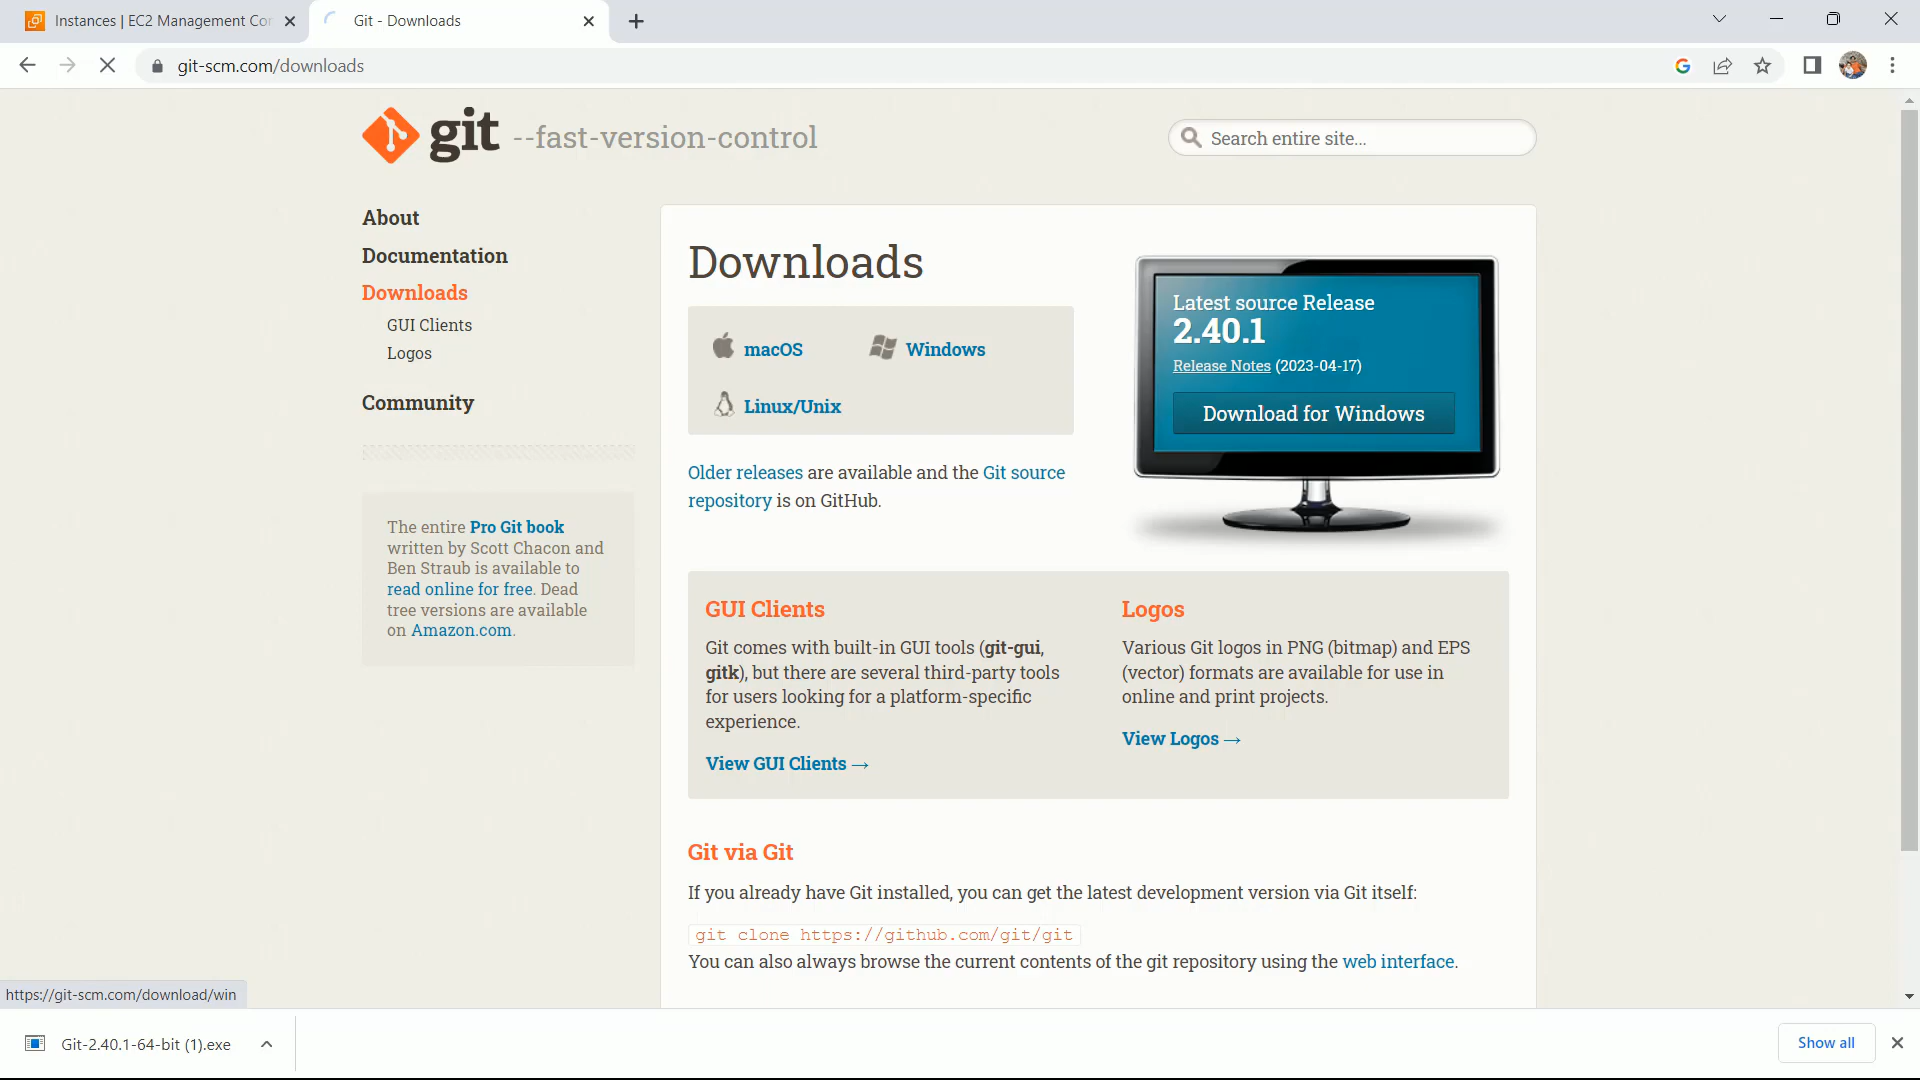 Instances | EC2 Management Con
Git - Downloads
git-scm.com/downloads
git --fast-version-control
Search entire site...
About
Documentation
Downloads
GUI Clients
Logos
Community
The entire Pro Git book
written by Scott Chacon and
Ben Straub is available to
read online for free. Dead
tree versions are available
on Amazon.com.
Downloads
macOS
Windows
Linux/Unix
Older releases are available and the Git source
repository is on GitHub.
Latest source Release
2.40.1
Release Notes (2023-04-17)
Download for Windows
GUI Clients
Git comes with built-in GUI tools (git-gui,
gitk), but there are several third-party tools
for users looking for a platform-specific
experience.
View GUI Clients →
Logos
Various Git logos in PNG (bitmap) and EPS
(vector) formats are available for use in
online and print projects.
View Logos →
Git via Git
If you already have Git installed, you can get the latest development version via Git itself:
git clone https://github.com/git/git
You can also always browse the current contents of the git repository using the web interface.
https://git-scm.com/download/win
Git-2.40.1-64-bit (1).exe
Show all